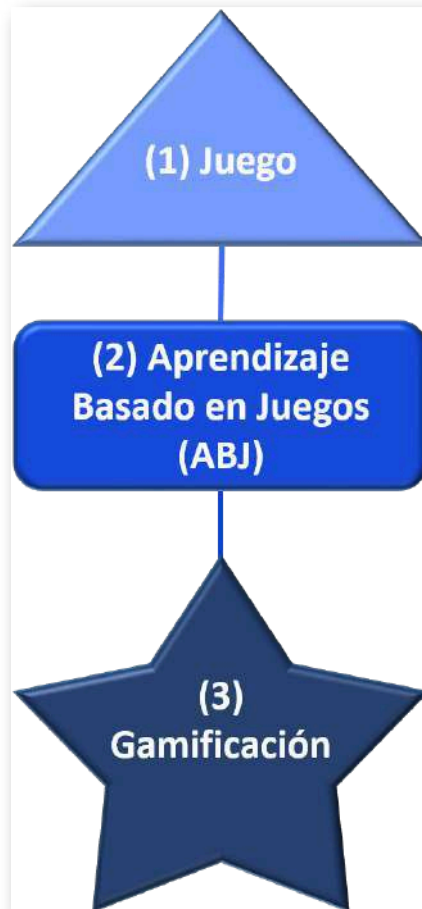 (1) Juego
(2) Aprendizaje
Basado en Juegos
(ABJ)
(3)
Gamificación